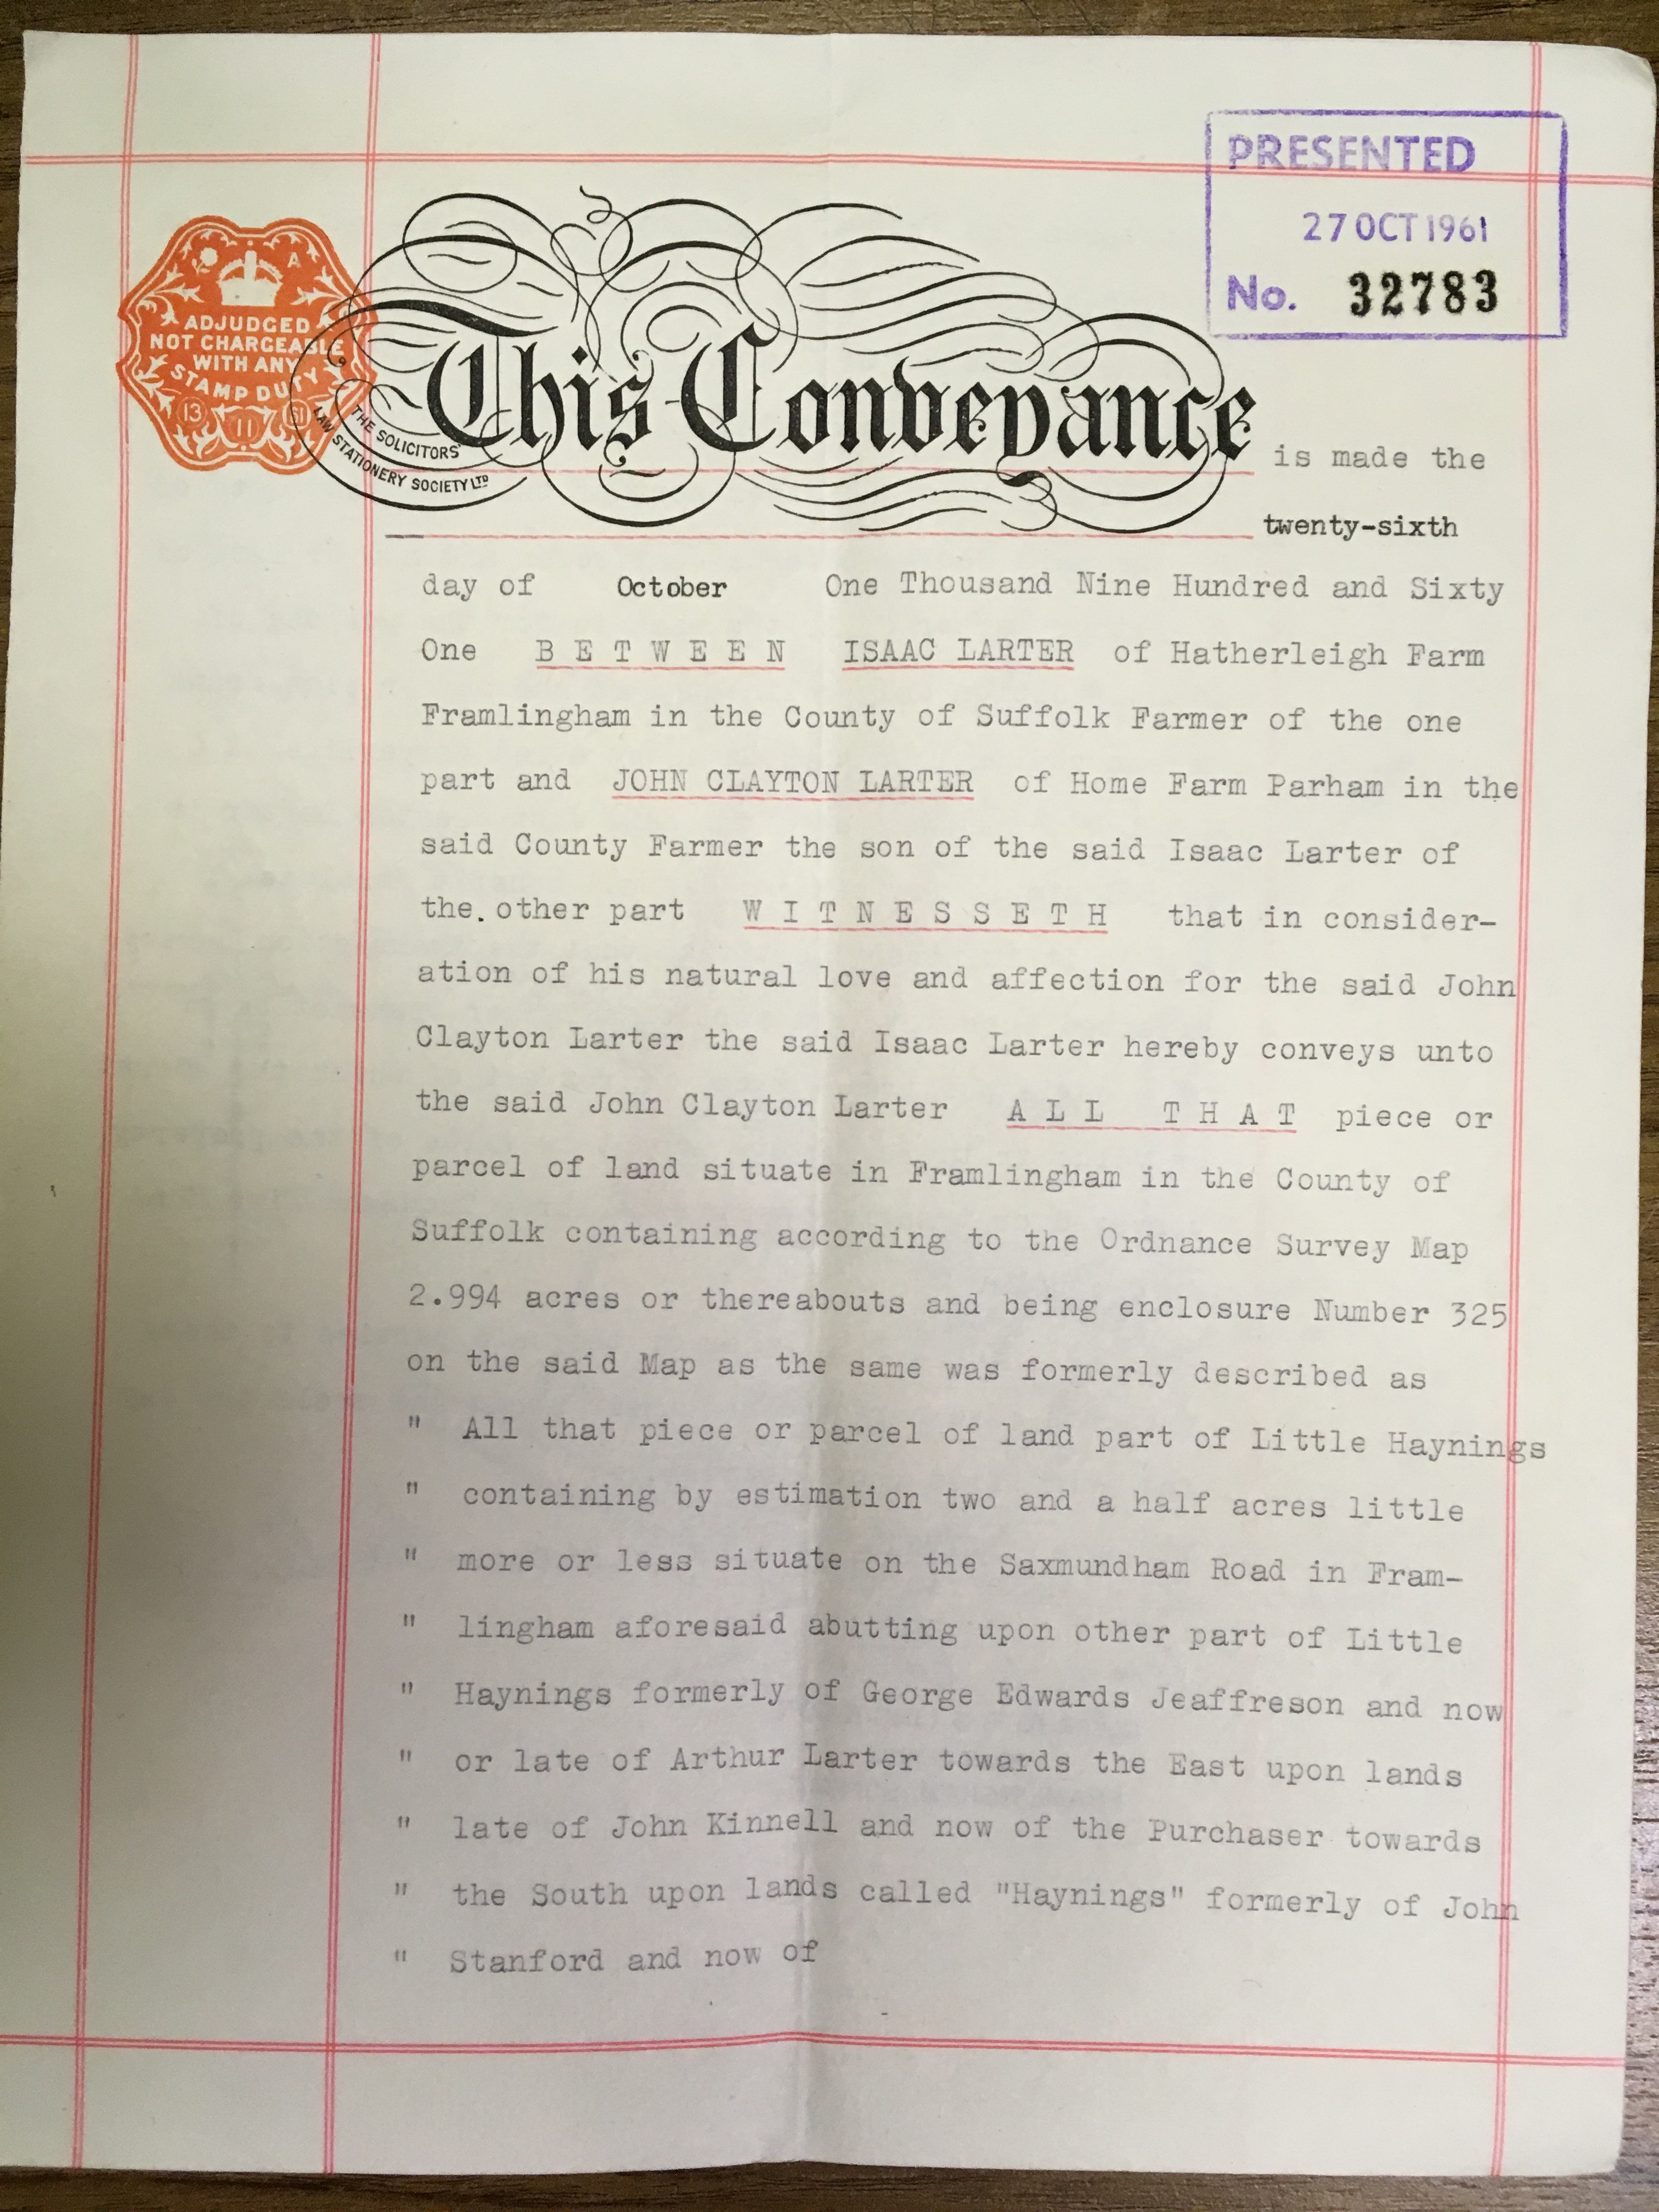 PRESENTED
27 OCT 1961
No. 32783
A
ADJUDGED
NOT CHARGEABLE
WITH ANY
STAMP DUTY
13 11 61
THE SOLICITORS'
LAW STATIONERY SOCIETY LTD
This Conveyance is made the
twenty-sixth
day of October One Thousand Nine Hundred and Sixty
One B E T W E E N ISAAC LARTER of Hatherleigh Farm
Framlingham in the County of Suffolk Farmer of the one
part and JOHN CLAYTON LARTER of Home Farm Parham in the
said County Farmer the son of the said Isaac Larter of
the.other part W I T N E S S E T H that in consider-
ation of his natural love and affection for the said John
Clayton Larter the said Isaac Larter hereby conveys unto
the said John Clayton Larter A L L T H A T piece or
parcel of land situate in Framlingham in the County of
Suffolk containing according to the Ordnance Survey Map
2.994 acres or thereabouts and being enclosure Number 325
on the said Map as the same was formerly described as
" All that piece or parcel of land part of Little Haynings
" containing by estimation two and a half acres little
" more or less situate on the Saxmundham Road in Fram-
" lingham aforesaid abutting upon other part of Little
" Haynings formerly of George Edwards Jeaffreson and now
" or late of Arthur Larter towards the East upon lands
" late of John Kinnell and now of the Purchaser towards
" the South upon lands called "Haynings" formerly of John
" Stanford and now of